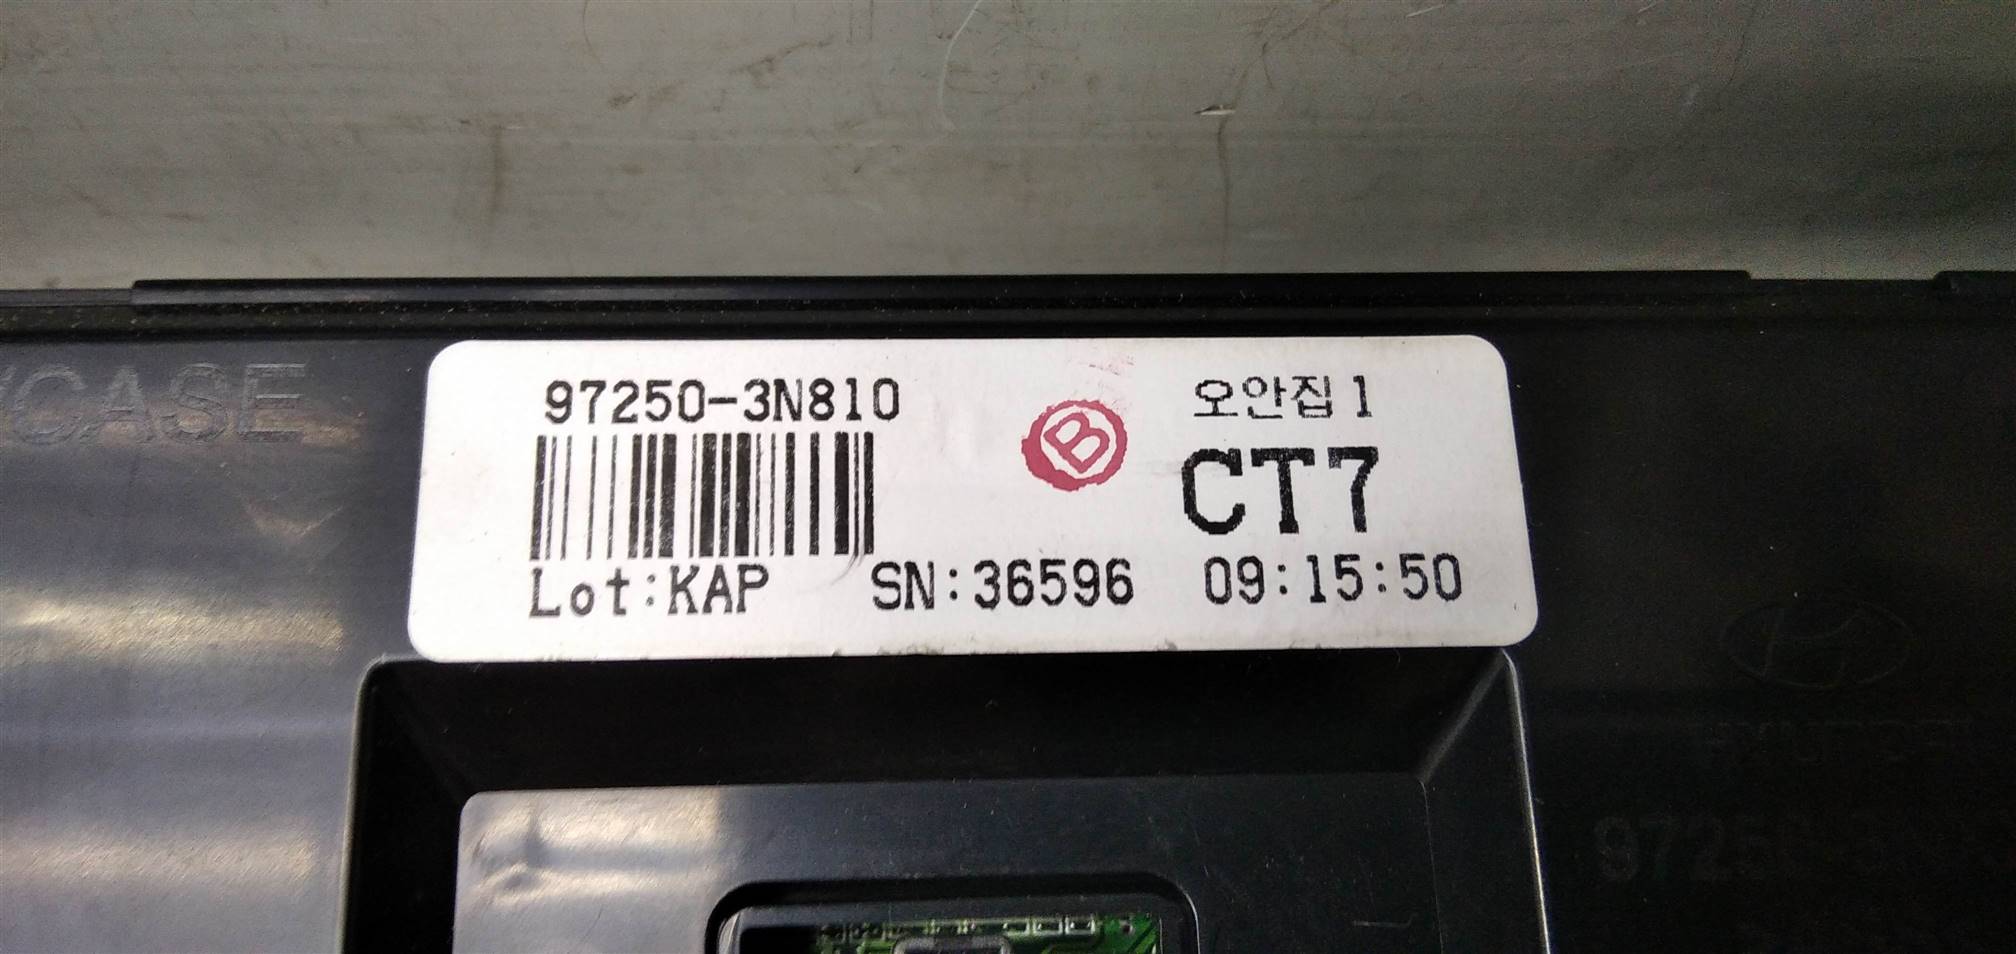 CASE
97250-3N810
B
오안집 1
CT7
Lot:KAP SN:36596 09:15:50